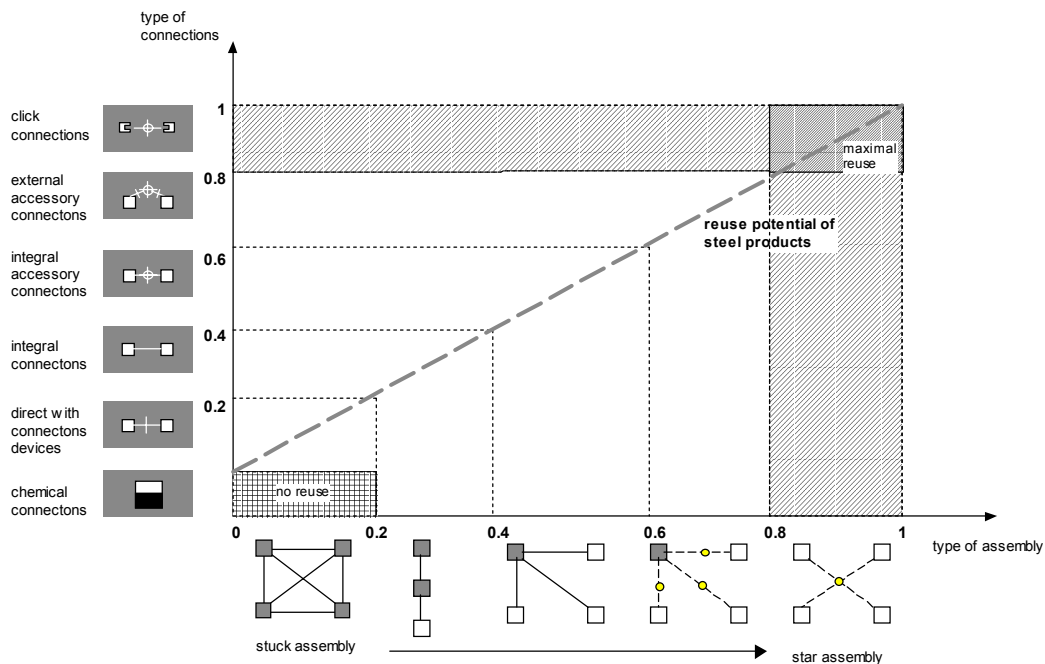 type of
connections
click
connections
1
maximal
reuse
external
accessory
connectons
0.8
reuse potential of
steel products
integral
accessory
connectons
0.6
integral
connectons
0.4
direct with
connectons
devices
0.2
chemical
connectons
no reuse
0
0.2
0.4
0.6
0.8
1
type of assembly
stuck assembly
star assembly